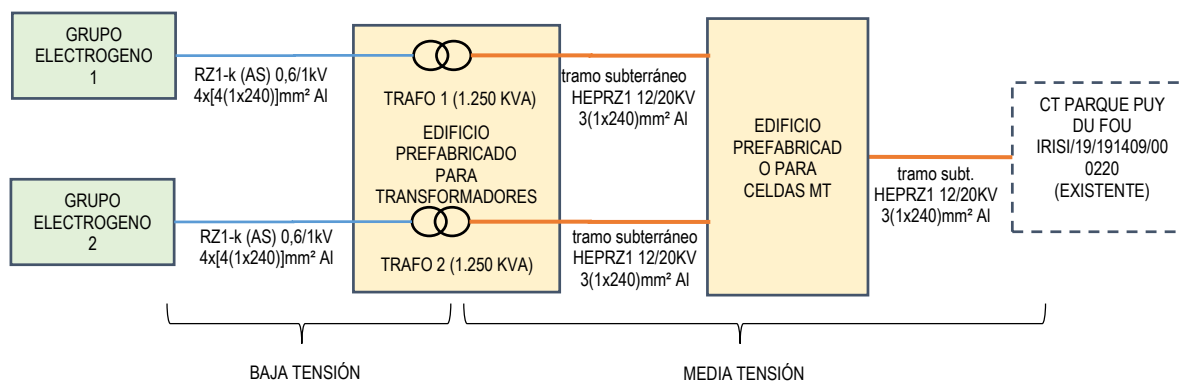 GRUPO
ELECTROGENO
1
RZ1-k (AS) 0,6/1kV
4x[4(1x240)]mm² Al
TRAFO 1 (1.250 KVA)
EDIFICIO
PREFABRICADO
PARA
TRANSFORMADORES
TRAFO 2 (1.250 KVA)
tramo subterráneo
HEPRZ1 12/20KV
3(1x240)mm² Al
EDIFICIO
PREFABRICAD
O PARA
CELDAS MT
tramo subt.
HEPRZ1 12/20KV
3(1x240)mm² Al
CT PARQUE PUY
DU FOU
IRISI/19/191409/00
0220
(EXISTENTE)
GRUPO
ELECTROGENO
2
RZ1-k (AS) 0,6/1kV
4x[4(1x240)]mm² Al
tramo subterráneo
HEPRZ1 12/20KV
3(1x240)mm² Al
BAJA TENSIÓN
MEDIA TENSIÓN